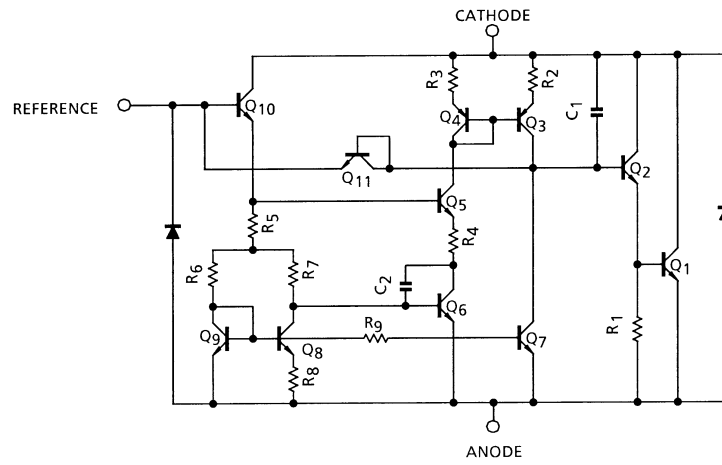 CATHODE
R3
R2
C1
REFERENCE
Q10
Q4
Q3
Q11
Q2
Q5
R5
R4
R6
R7
C2
Q1
Q6
R1
Q9
Q8
R9
Q7
R8
ANODE